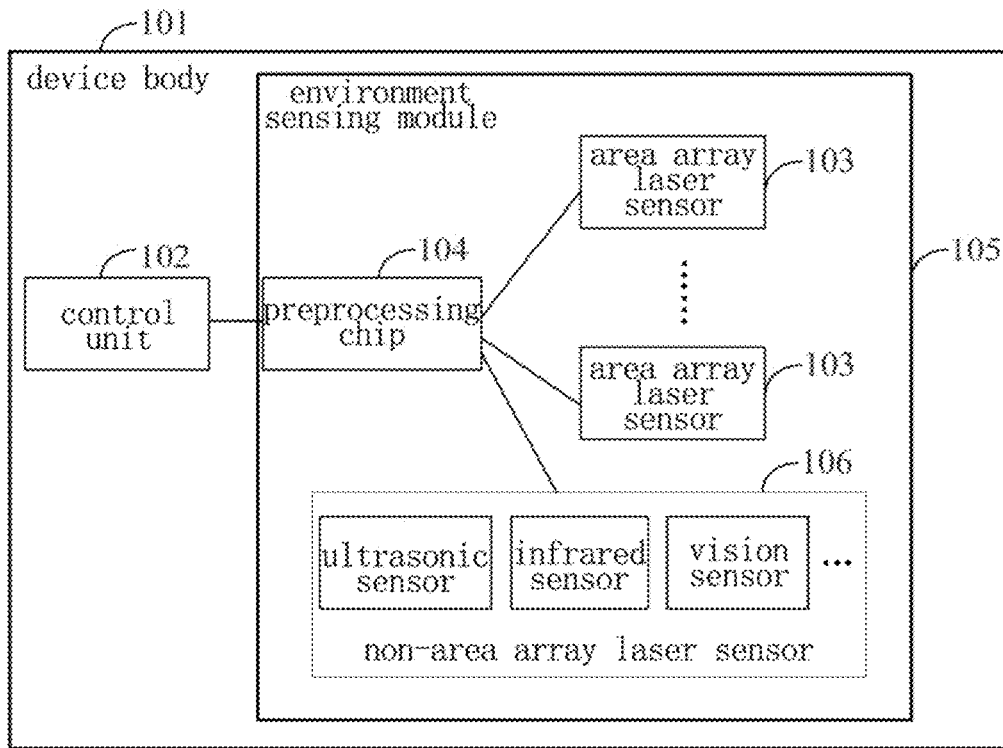 101
device body
environment
sensing module
area array
laser
sensor
103
102
104
105
control
unit
preprocessing
chip
area array
laser
sensor
103
106
ultrasonic
sensor
infrared
sensor
vision
sensor
...
non-area array laser sensor